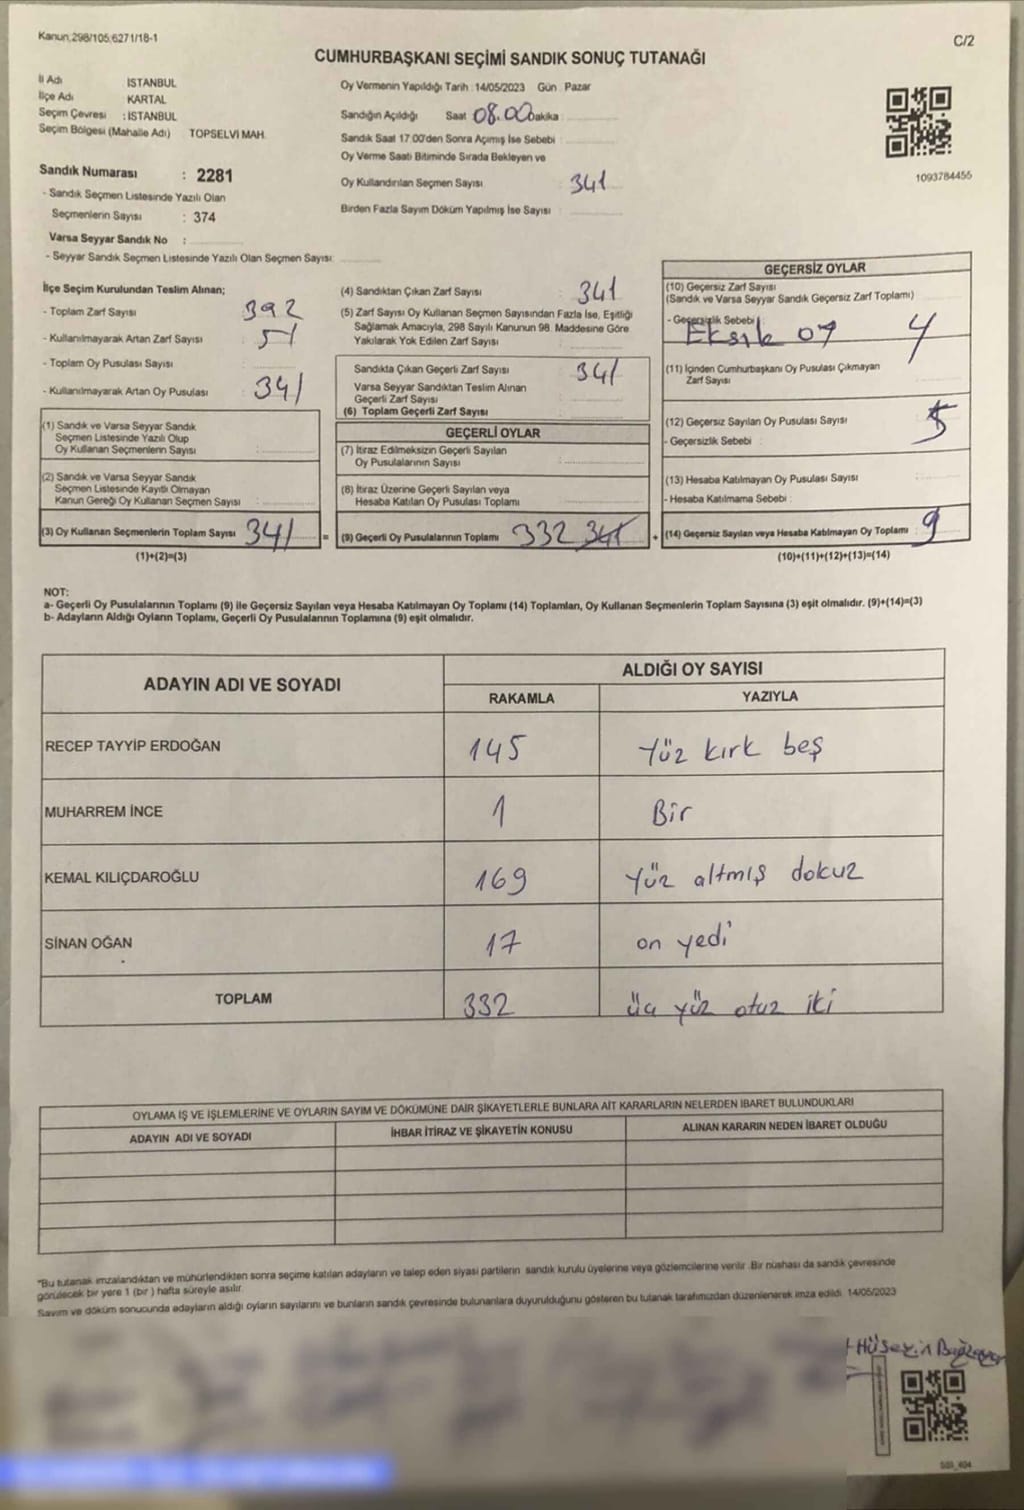 Kanun;298/105;6271/18-1
C/2
CUMHURBAŞKANI SEÇİMİ SANDIK SONUÇ TUTANAĞI
İl Adı İSTANBUL
İlçe Adı KARTAL
Seçim Çevresi : İSTANBUL
Seçim Bölgesi (Mahalle Adı) TOPSELVİ MAH.
Sandık Numarası : 2281
- Sandık Seçmen Listesinde Yazılı Olan
Seçmenlerin Sayısı : 374
Varsa Seyyar Sandık No :
- Seyyar Sandık Seçmen Listesinde Yazılı Olan Seçmen Sayısı:
Oy Vermenin Yapıldığı Tarih : 14/05/2023 Gün : Pazar
Sandığın Açıldığı Saat 08.00 Dakika :
Sandık Saat 17:00'den Sonra Açımış İse Sebebi :
Oy Verme Saati Bitiminde Sırada Bekleyen ve
Oy Kullandırılan Seçmen Sayısı : 341
Birden Fazla Sayım Döküm Yapılmış İse Sayısı :
1093784455
İlçe Seçim Kurulundan Teslim Alınan;
- Toplam Zarf Sayısı 392
- Kullanılmayarak Artan Zarf Sayısı 51
- Toplam Oy Pusulası Sayısı
- Kullanılmayarak Artan Oy Pusulası 341
(1) Sandık ve Varsa Seyyar Sandık
Seçmen Listesinde Yazılı Olup
Oy Kullanan Seçmenlerin Sayısı
(2) Sandık ve Varsa Seyyar Sandık
Seçmen Listesinde Kayıtlı Olmayan
Kanun Gereği Oy Kullanan Seçmen Sayısı
(3) Oy Kullanan Seçmenlerin Toplam Sayısı 341 =
(1)+(2)=(3)
(4) Sandıktan Çıkan Zarf Sayısı 341
(5) Zarf Sayısı Oy Kullanan Seçmen Sayısından Fazla İse, Eşitliği
Sağlamak Amacıyla, 298 Sayılı Kanunun 98. Maddesine Göre
Yakılarak Yok Edilen Zarf Sayısı
Sandıkta Çıkan Geçerli Zarf Sayısı 341
Varsa Seyyar Sandıktan Teslim Alınan
Geçerli Zarf Sayısı
(6) Toplam Geçerli Zarf Sayısı
GEÇERLİ OYLAR
(7) İtiraz Edilmeksizin Geçerli Sayılan
Oy Pusulalarının Sayısı
(8) İtiraz Üzerine Geçerli Sayılan veya
Hesaba Katılan Oy Pusulaları Toplamı
(9) Geçerli Oy Pusulalarının Toplamı 332 341 +
GEÇERSİZ OYLAR
(10) Geçersiz Zarf Sayısı
(Sandık ve Varsa Seyyar Sandık Geçersiz Zarf Toplamı)
- Geçersizlik Sebebi : Eksik oy 4
(11) İçinden Cumhurbaşkanı Oy Pusulası Çıkmayan
Zarf Sayısı
(12) Geçersiz Sayılan Oy Pusulası Sayısı 5
- Geçersizlik Sebebi :
(13) Hesaba Katılmayan Oy Pusulası Sayısı
- Hesaba Katılmama Sebebi :
(14) Geçersiz Sayılan veya Hesaba Katılmayan Oy Toplamı : 9
(10)+(11)+(12)+(13)=(14)
NOT:
a- Geçerli Oy Pusulalarının Toplamı (9) ile Geçersiz Sayılan veya Hesaba Katılmayan Oy Toplamı (14) Toplamları, Oy Kullanan Seçmenlerin Toplam Sayısına (3) eşit olmalıdır. (9)+(14)=(3)
b- Adayların Aldığı Oyların Toplamı, Geçerli Oy Pusulalarının Toplamına (9) eşit olmalıdır.
ADAYIN ADI VE SOYADI
ALDIĞI OY SAYISI
RAKAMLA YAZIYLA
RECEP TAYYİP ERDOĞAN 145 Yüz kırk beş
MUHARREM İNCE 1 Bir
KEMAL KILIÇDAROĞLU 169 Yüz altmış dokuz
SİNAN OĞAN 17 on yedi
TOPLAM 332 üç yüz otuz iki
OYLAMA İŞ VE İŞLEMLERİNE VE OYLARIN SAYIM VE DÖKÜMÜNE DAİR ŞİKAYETLERLE BUNLARA AİT KARARLARIN NELERDEN İBARET BULUNDUKLARI
ADAYIN ADI VE SOYADI İHBAR İTİRAZ VE ŞİKAYETİN KONUSU ALINAN KARARIN NEDEN İBARET OLDUĞU
"Bu tutanak imzalandıktan ve mühürlendikten sonra seçime katılan adayların ve talep eden siyasi partilerin sandık kurulu üyelerine veya gözlemcilerine verilir. Bir nüshası da sandık çevresinde
görülecek bir yere 1 (bir ) hafta süreyle asılır.
Sayım ve döküm sonucunda adayların aldığı oyların sayılarını ve bunların sandık çevresinde bulunanlara duyurulduğunu gösteren bu tutanak tarafımızdan düzenlenerek imza edildi. 14/05/2023
Hüseyin